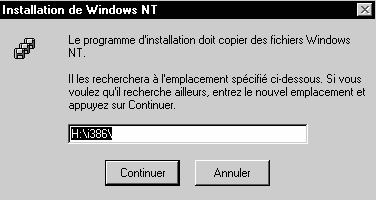 Installation de Windows NT
Le programme d'installation doit copier des fichiers Windows
NT.
Il les recherchera à l'emplacement spécifié ci-dessous. Si vous
voulez qu'il recherche ailleurs, entrez le nouvel emplacement et
appuyez sur Continuer.
H:\i386\
Continuer
Annuler